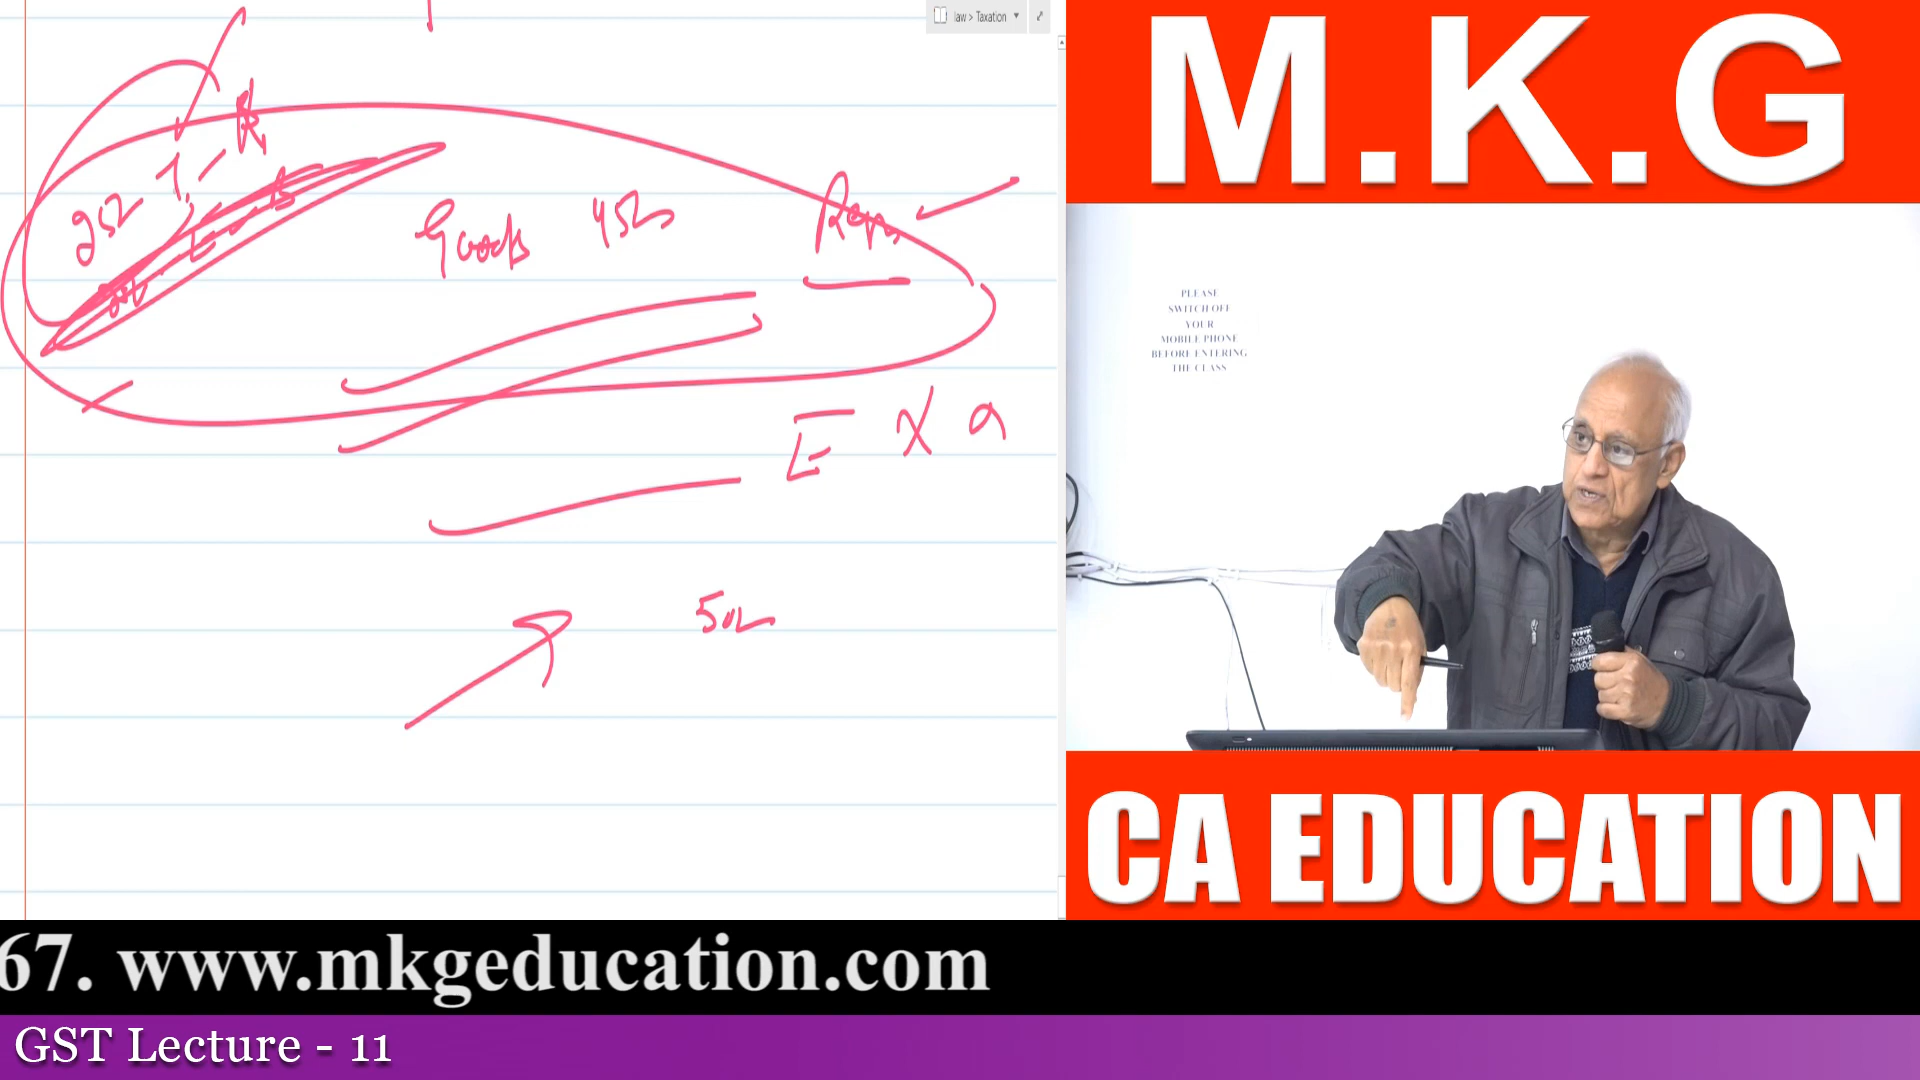 law > Taxation
Goods
E X 9
M.K.G
PLEASE
SWITCH OFF
YOUR
MOBILE PHONE
BEFORE ENTERING
THE CLASS
CA EDUCATION
67. www.mkgeducation.com
GST Lecture - 11